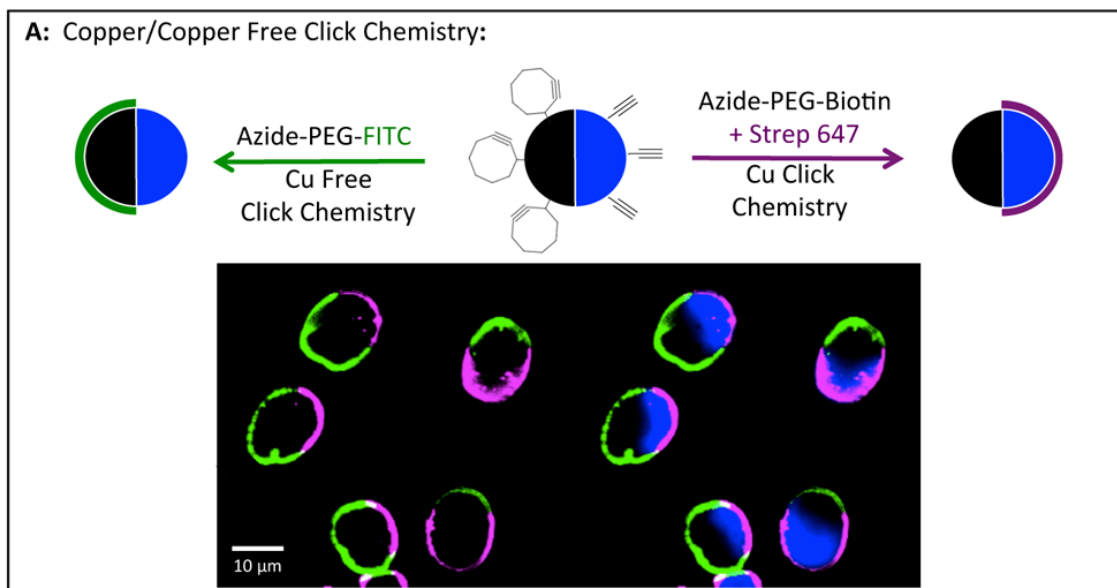 A: Copper/Copper Free Click Chemistry:
Azide-PEG-FITC
Cu Free
Click Chemistry
Azide-PEG-Biotin
+ Strep 647
Cu Click
Chemistry
10 μm